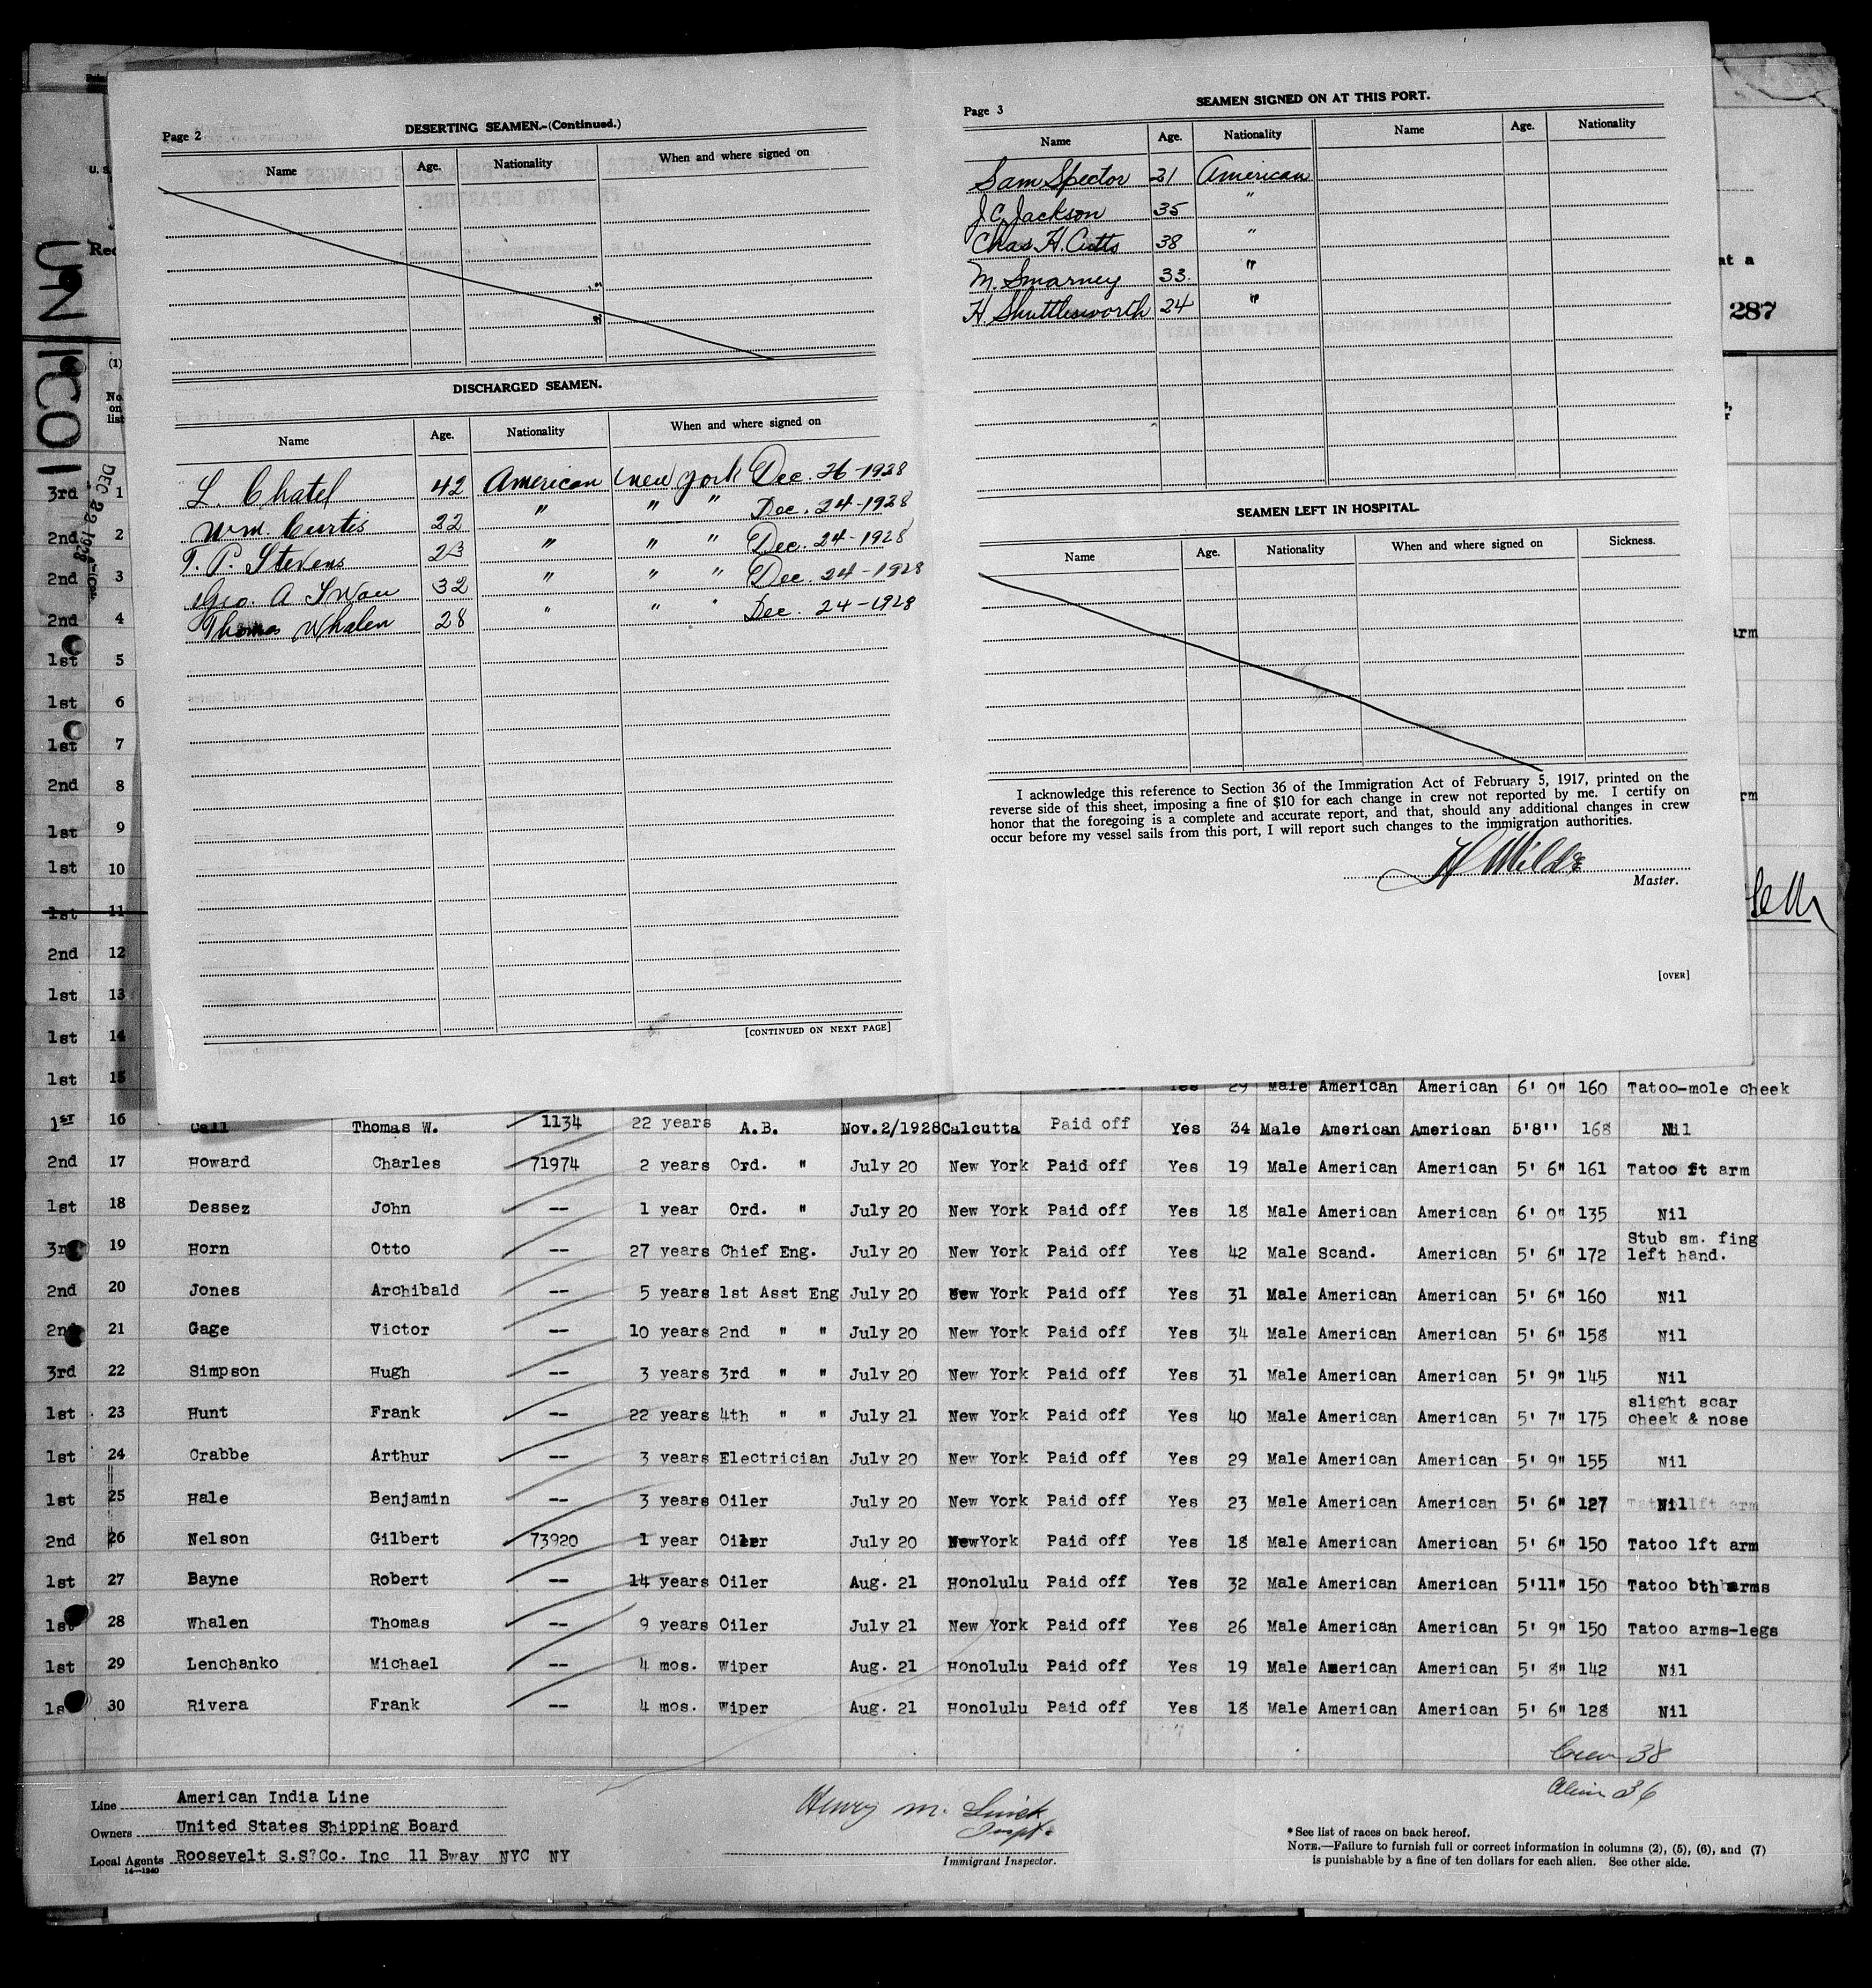 Page 2
DESERTING SEAMEN.-(Continued.)
Name Age. Nationality When and where signed on
DISCHARGED SEAMEN.
Name Age. Nationality When and where signed on
L. Chatel 42 American New York Dec. 26-1928
Wm. Curtis 22 " " " Dec. 24-1928
T. P. Stevens 23 " " " Dec. 24-1928
Geo. A Swan 32 " " " Dec. 24-1928
Thomas Whalen 28 " " " Dec. 24-1928
[CONTINUED ON NEXT PAGE]
Page 3
SEAMEN SIGNED ON AT THIS PORT.
Name Age. Nationality Name Age. Nationality
Sam Spector 21 American
J C Jackson 35 "
Chas H. Cutts 38 "
M. Smarney 33 "
H Shuttlesworth 24 "
SEAMEN LEFT IN HOSPITAL.
Name Age. Nationality When and where signed on Sickness.
I acknowledge this reference to Section 36 of the Immigration Act of February 5, 1917, printed on the
reverse side of this sheet, imposing a fine of $10 for each change in crew not reported by me. I certify on
honor that the foregoing is a complete and accurate report, and that, should any additional changes in crew
occur before my vessel sails from this port, I will report such changes to the immigration authorities.
H Wilde
Master.
[OVER]
U. S.
UNICOI
at a
287
(1)
No.
on
list
DEC 22 1928
3rd 1
2nd 2
2nd 3
2nd 4
arm
1st 5
1st 6
1st 7
2nd 8
1st 9
1st 10
1st 11
2nd 12
1st 13
1st 14
1st 15 Yes 29 Male American American 6' 0" 160 Tatoo-mole cheek
1st 16 Call Thomas W. 1134 22 years A.B. Nov.2/1928 Calcutta Paid off Yes 34 Male American American 5'8'' 168 Nil
2nd 17 Howard Charles 71974 2 years Ord. " July 20 New York Paid off Yes 19 Male American American 5' 6" 161 Tatoo ft arm
1st 18 Dessez John -- 1 year Ord. " July 20 New York Paid off Yes 18 Male American American 6' 0" 135 Nil
3rd 19 Horn Otto -- 27 years Chief Eng. July 20 New York Paid off Yes 42 Male Scand. American 5' 6" 172 Stub sm. fing left hand.
2nd 20 Jones Archibald -- 5 years 1st Asst Eng July 20 New York Paid off Yes 31 Male American American 5' 6" 160 Nil
2nd 21 Gage Victor -- 10 years 2nd " " July 20 New York Paid off Yes 34 Male American American 5' 6" 158 Nil
3rd 22 Simpson Hugh -- 3 years 3rd " " July 20 New York Paid off Yes 31 Male American American 5' 9" 145 Nil
1st 23 Hunt Frank -- 22 years 4th " " July 21 New York Paid off Yes 40 Male American American 5' 7" 175 slight scar cheek & nose
1st 24 Crabbe Arthur -- 3 years Electrician July 20 New York Paid off Yes 29 Male American American 5' 9" 155 Nil
1st 25 Hale Benjamin -- 3 years Oiler July 20 New York Paid off Yes 23 Male American American 5' 6" 127 Nil
2nd 26 Nelson Gilbert 73920 1 year Oiler July 20 NewYork Paid off Yes 18 Male American American 5' 6" 150 Tatoo lft arm
1st 27 Bayne Robert -- 14 years Oiler Aug. 21 Honolulu Paid off Yes 32 Male American American 5'11" 150 Tatoo bth arms
1st 28 Whalen Thomas -- 9 years Oiler July 21 New York Paid off Yes 26 Male American American 5' 9" 150 Tatoo arms-legs
1st 29 Lenchanko Michael -- 4 mos. Wiper Aug. 21 Honolulu Paid off Yes 19 Male American American 5' 8" 142 Nil
1st 30 Rivera Frank -- 4 mos. Wiper Aug. 21 Honolulu Paid off Yes 18 Male American American 5' 6" 128 Nil
Crew 38
Alien 36
Line American India Line
Owners United States Shipping Board
Local Agents Roosevelt S.S. Co. Inc 11 Bway NYC NY
14-1240
Henry M.
Inspt.
Immigrant Inspector.
*See list of races on back hereof.
NOTE.—Failure to furnish full or correct information in columns (2), (5), (6), and (7)
is punishable by a fine of ten dollars for each alien. See other side.